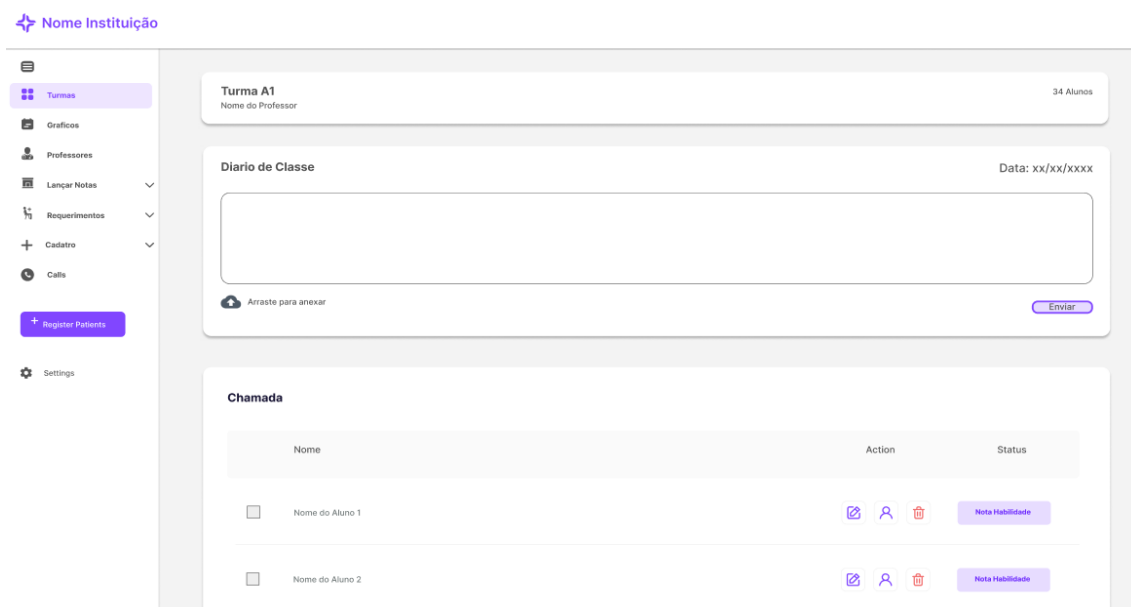 Nome Instituição
Turmas
Graficos
Professores
Lançar Notas
Requerimentos
Cadatro
Calls
+ Register Patients
Settings
Turma A1
Nome do Professor
34 Alunos
Diario de Classe
Data: xx/xx/xxxx
Arraste para anexar
Enviar
Chamada
Nome Action Status
Nome do Aluno 1 Nota Habilidade
Nome do Aluno 2 Nota Habilidade